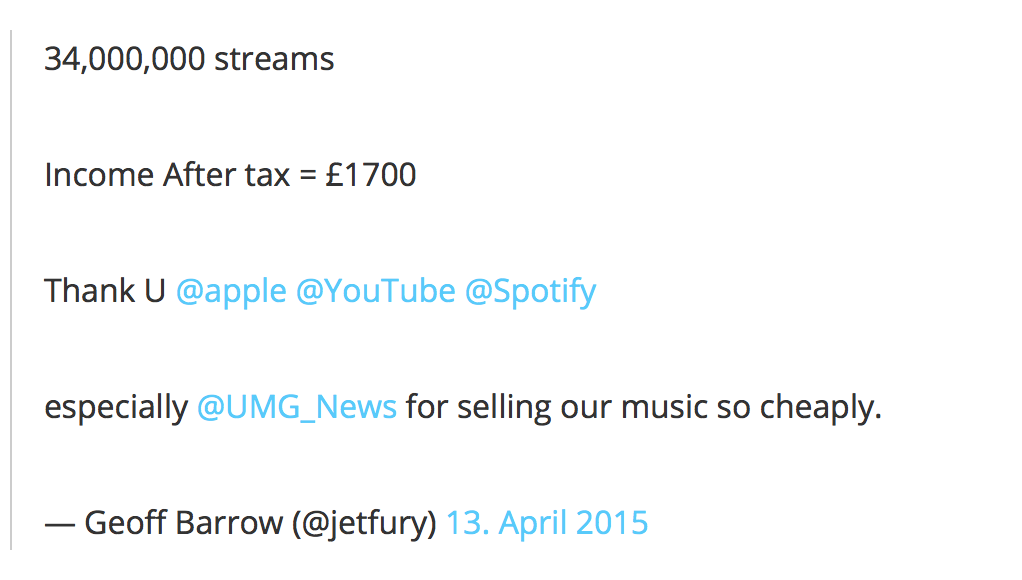 34,000,000 streams
Income After tax = £1700
Thank U @apple @YouTube @Spotify
especially @UMG_News for selling our music so cheaply.
— Geoff Barrow (@jetfury) 13. April 2015